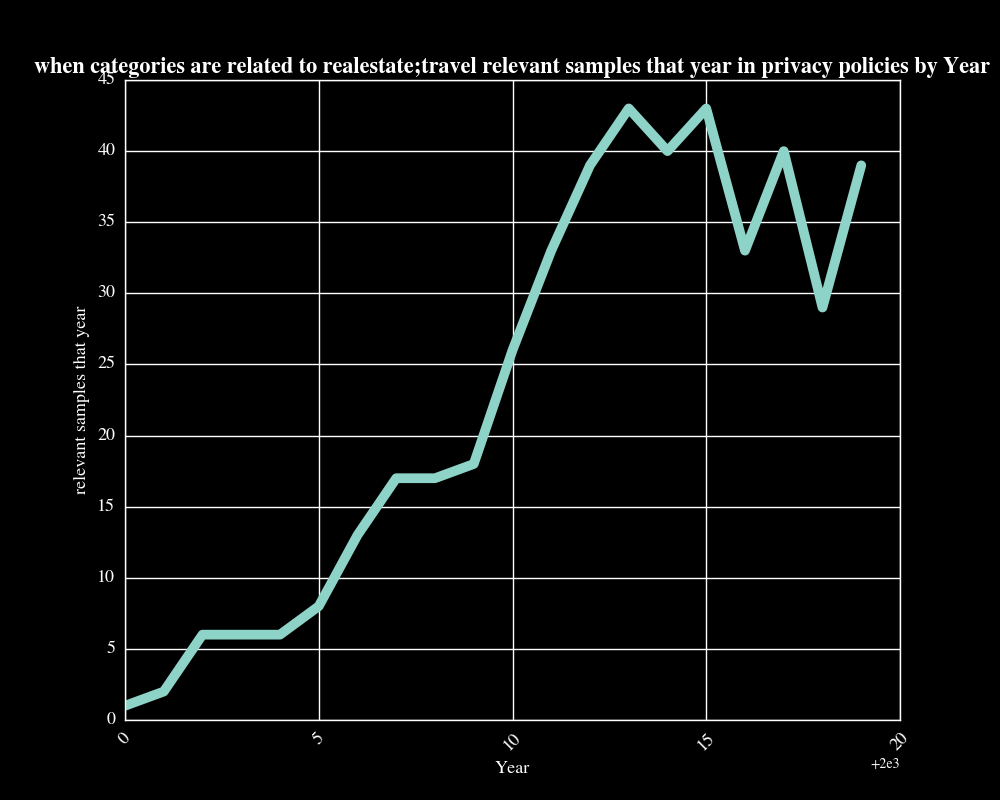 when categories are related to realestate;travel relevant samples that year in privacy policies by Year
45
40
35
30
25
20
15
10
5
0
relevant samples that year
0 5 10 15 20
Year
+2e3